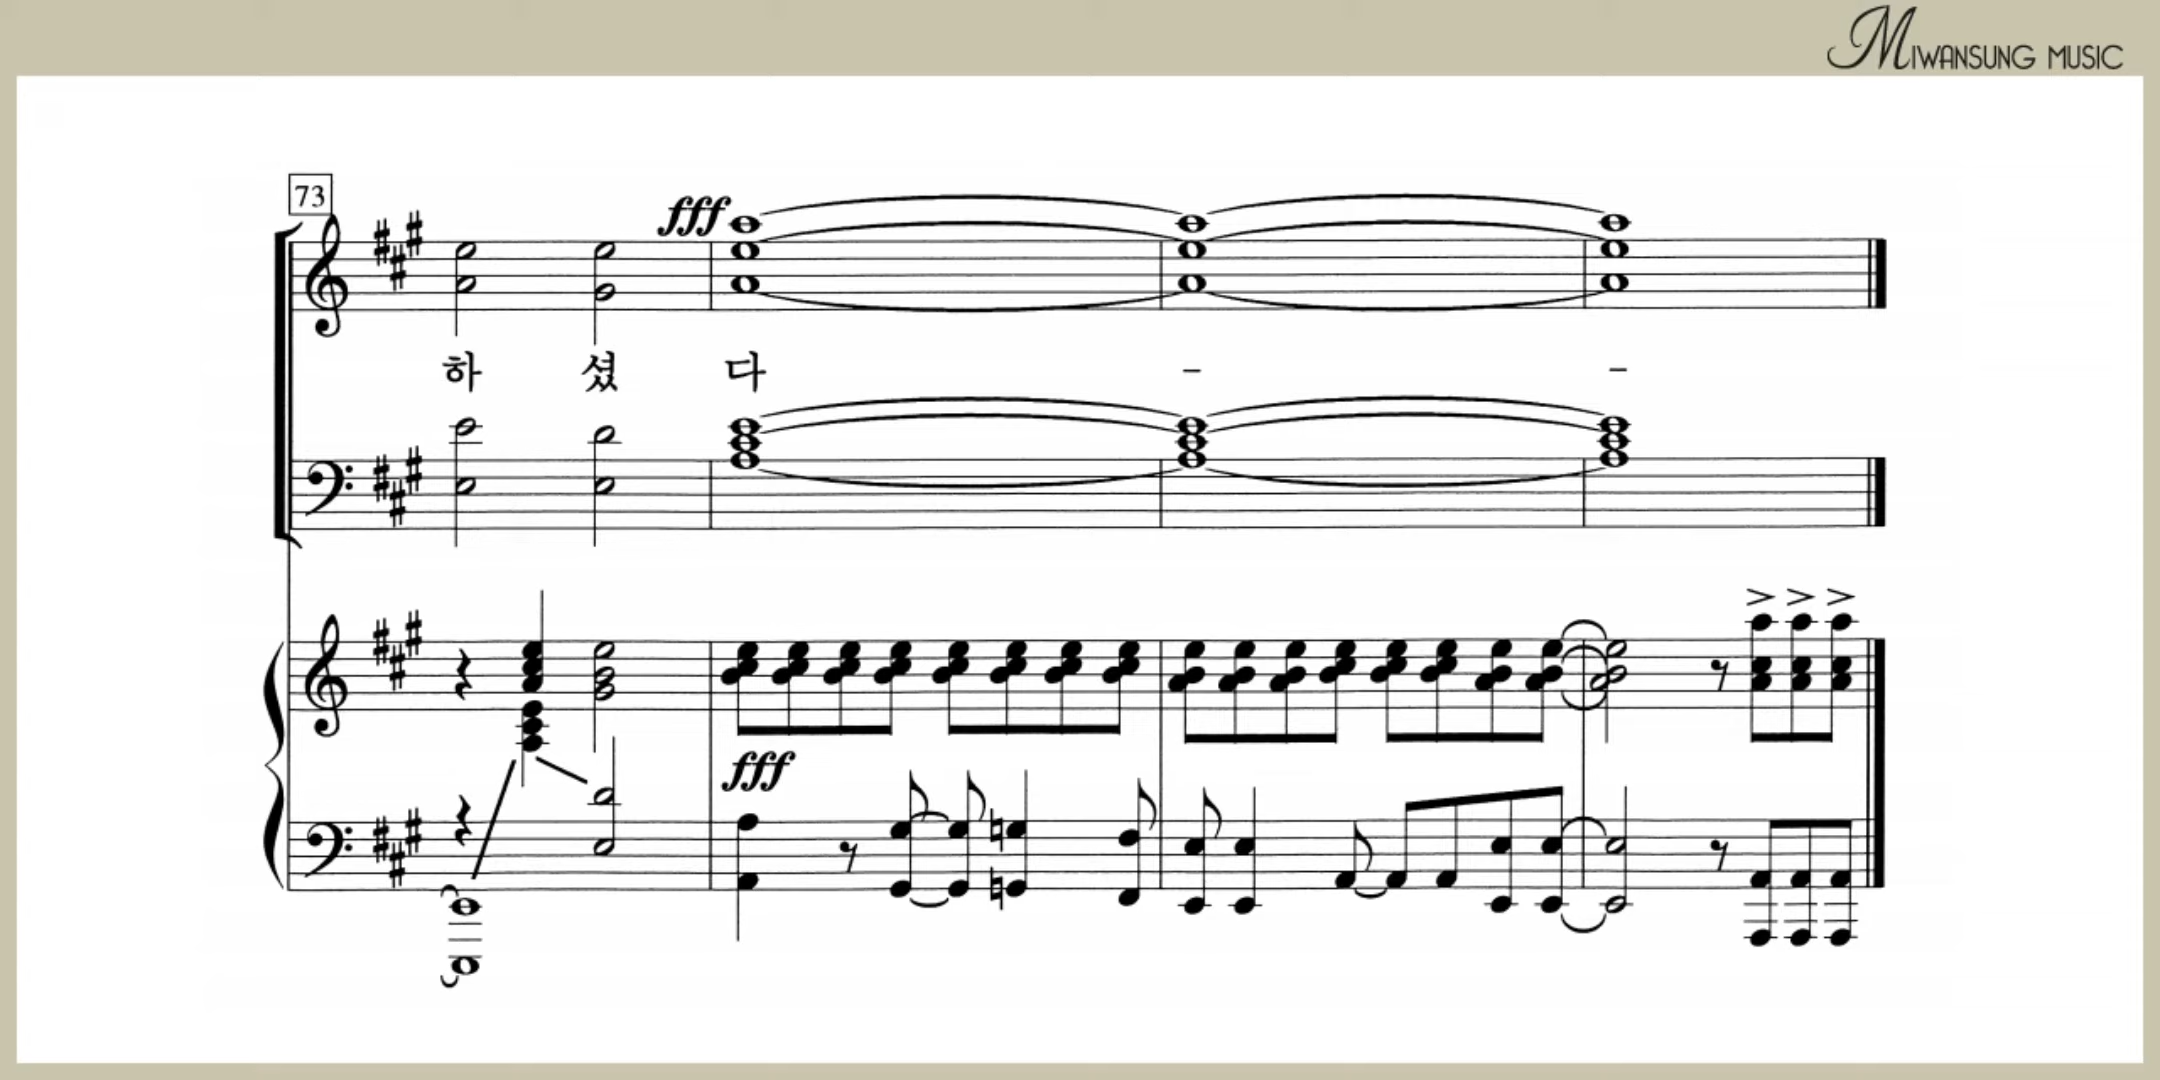 MIWANSUNG MUSIC
73
fff
하 셨 다 - -
fff